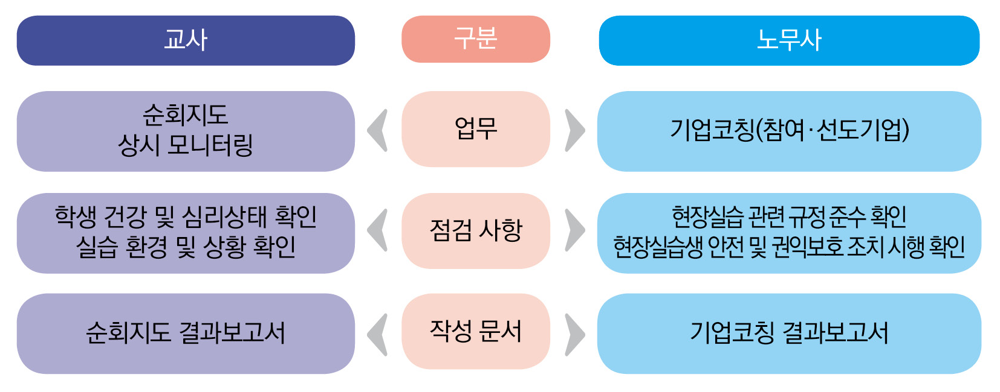 교사
구분
노무사
순회지도
상시 모니터링
업무
기업코칭(참여·선도기업)
학생 건강 및 심리상태 확인
실습 환경 및 상황 확인
점검 사항
현장실습 관련 규정 준수 확인
현장실습생 안전 및 권익보호 조치 시행 확인
순회지도 결과보고서
작성 문서
기업코칭 결과보고서